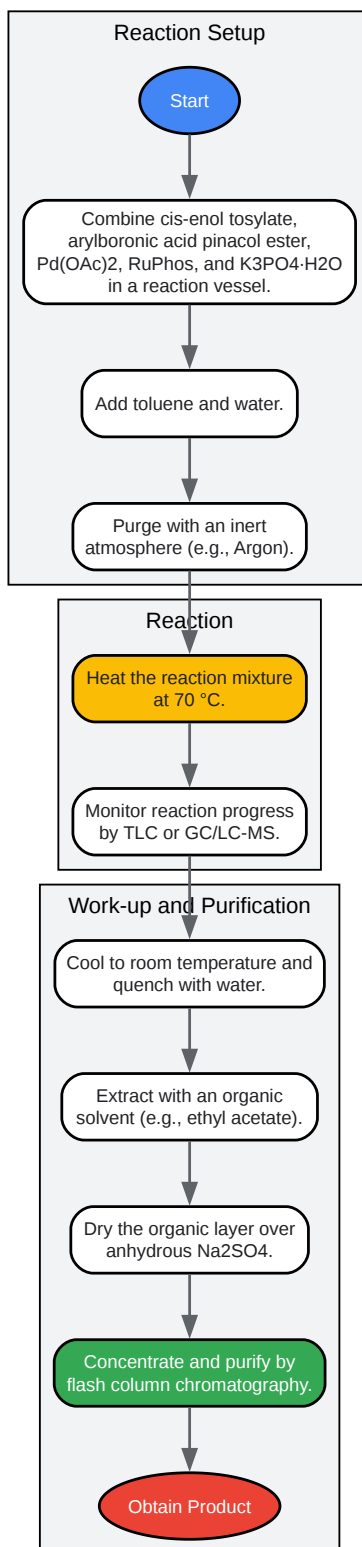 Reaction Setup
Start
Combine cis-enol tosylate,
arylboronic acid pinacol ester,
Pd(OAc)2, RuPhos, and K3PO4·H2O
in a reaction vessel.
Add toluene and water.
Purge with an inert
atmosphere (e.g., Argon).
Reaction
Heat the reaction mixture
at 70 °C.
Monitor reaction progress
by TLC or GC/LC-MS.
Work-up and Purification
Cool to room temperature and
quench with water.
Extract with an organic
solvent (e.g., ethyl acetate).
Dry the organic layer over
anhydrous Na2SO4.
Concentrate and purify by
flash column chromatography.
Obtain Product